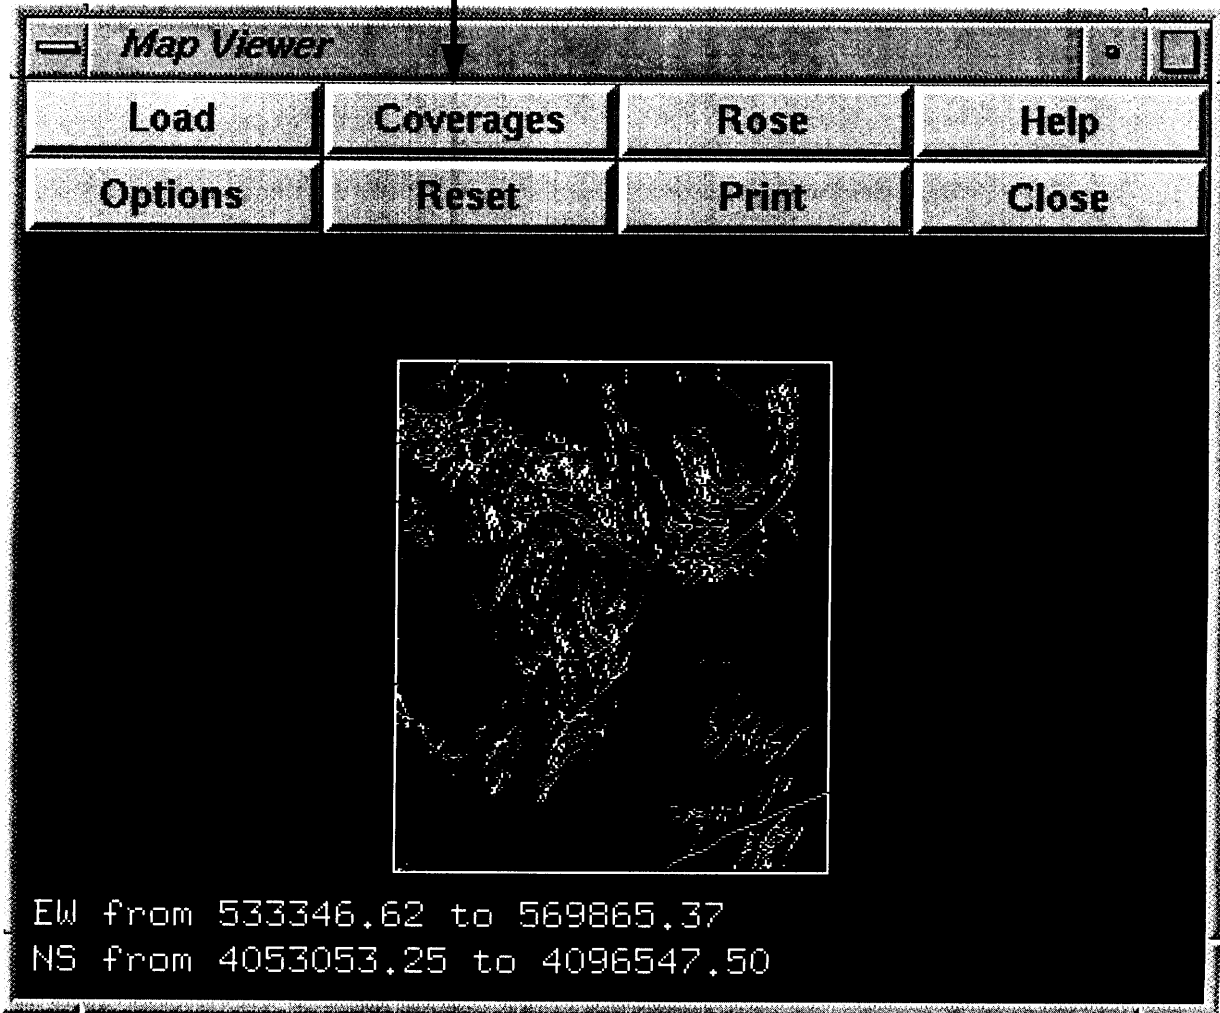 Map Viewer
Load Coverages Rose Help
Options Reset Print Close
EW from 533346.62 to 569865.37
NS from 4053053.25 to 4096547.50